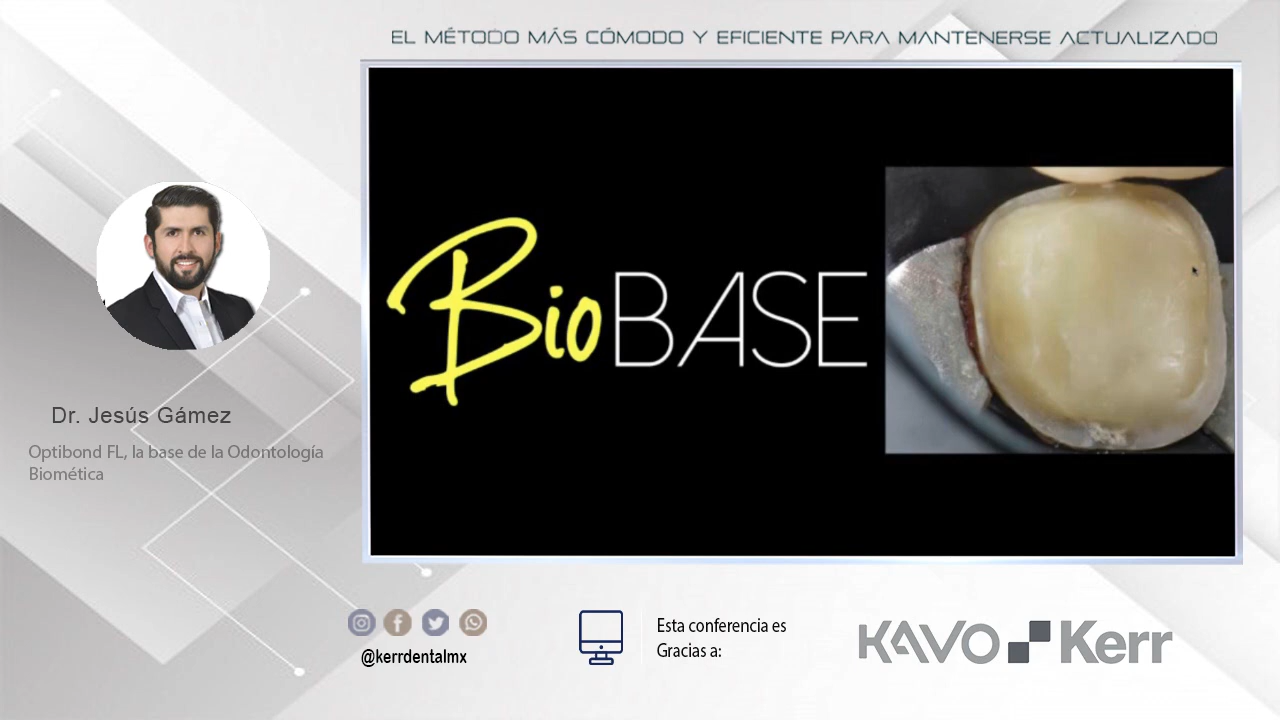 EL MÉTODO MÁS CÓMODO Y EFICIENTE PARA MANTENERSE ACTUALIZADO
BioBASE
Dr. Jesús Gámez
Optibond FL, la base de la Odontología
Biomética
@kerrdentalmx
Esta conferencia es
Gracias a:
KAVO Kerr